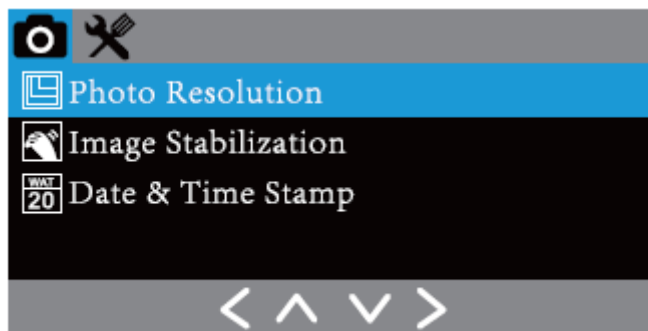 Photo Resolution
Image Stabilization
WAT
20
Date & Time Stamp